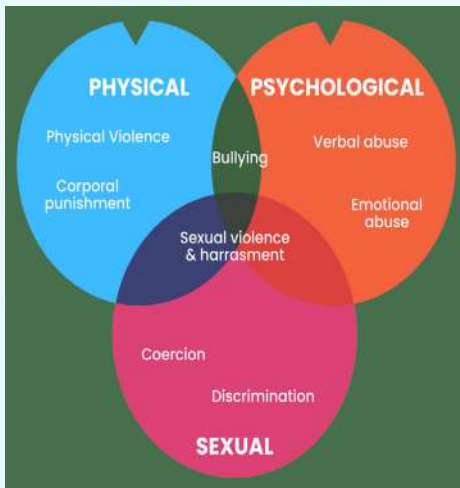 PHYSICAL
PSYCHOLOGICAL
Physical Violence
Verbal abuse
Bullying
Corporal
punishment
Emotional
abuse
Sexual violence
& harrasment
Coercion
Discrimination
SEXUAL